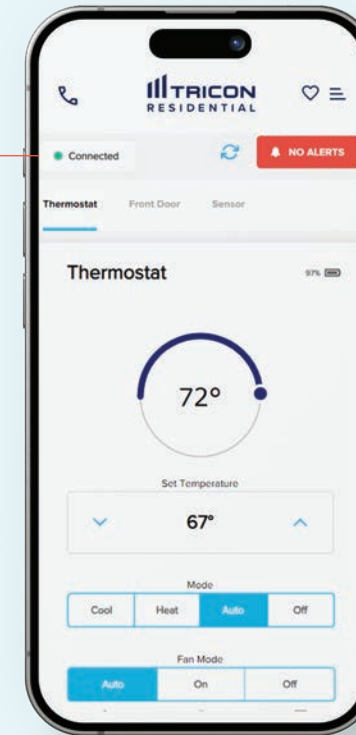 TRICON
RESIDENTIAL
Connected
NO ALERTS
Thermostat Front Door Sensor
Thermostat 97%
72°
Set Temperature
67°
Mode
Cool Heat Auto Off
Fan Mode
Auto On Off